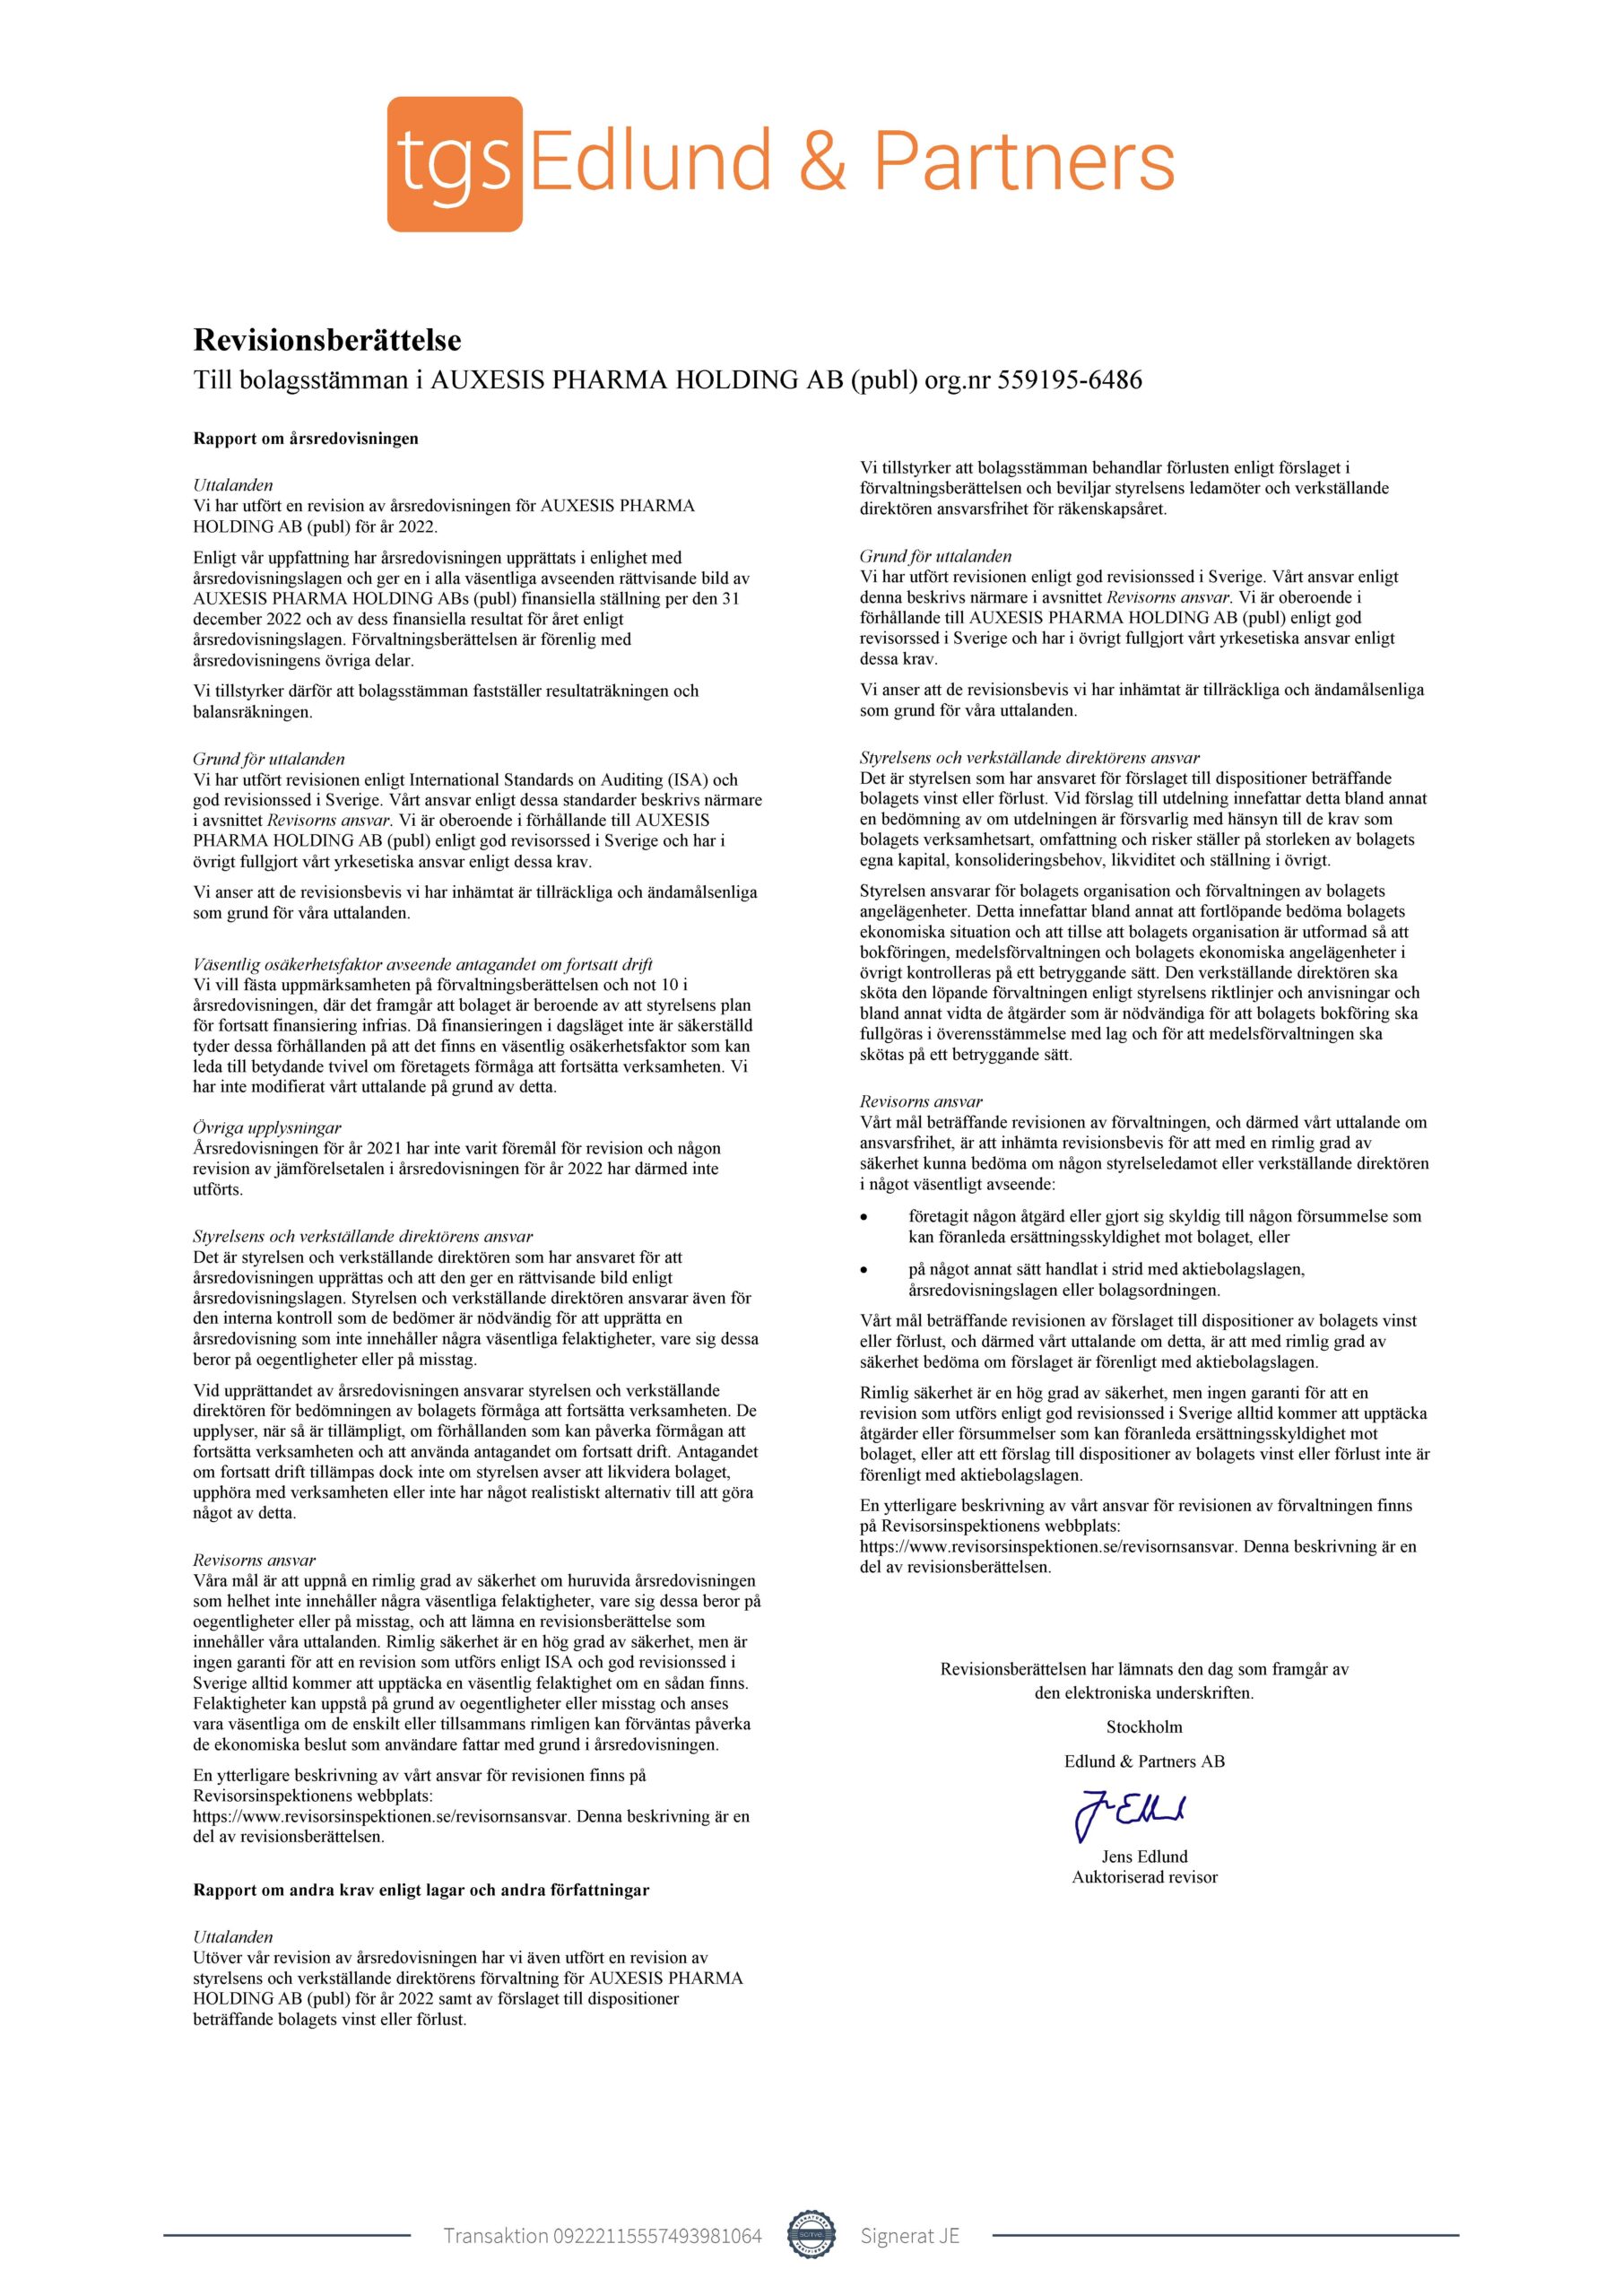 tgs Edlund & Partners
Revisionsberättelse
Till bolagsstämman i AUXESIS PHARMA HOLDING AB (publ) org.nr 559195-6486
Rapport om årsredovisningen
Uttalanden
Vi har utfört en revision av årsredovisningen för AUXESIS PHARMA
HOLDING AB (publ) för år 2022.
Enligt vår uppfattning har årsredovisningen upprättats i enlighet med
årsredovisningslagen och ger en i alla väsentliga avseenden rättvisande bild av
AUXESIS PHARMA HOLDING ABs (publ) finansiella ställning per den 31
december 2022 och av dess finansiella resultat för året enligt
årsredovisningslagen. Förvaltningsberättelsen är förenlig med
årsredovisningens övriga delar.
Vi tillstyrker därför att bolagsstämman fastställer resultaträkningen och
balansräkningen.
Grund för uttalanden
Vi har utfört revisionen enligt International Standards on Auditing (ISA) och
god revisionssed i Sverige. Vårt ansvar enligt dessa standarder beskrivs närmare
i avsnittet Revisorns ansvar. Vi är oberoende i förhållande till AUXESIS
PHARMA HOLDING AB (publ) enligt god revisorssed i Sverige och har i
övrigt fullgjort vårt yrkesetiska ansvar enligt dessa krav.
Vi anser att de revisionsbevis vi har inhämtat är tillräckliga och ändamålsenliga
som grund för våra uttalanden.
Väsentlig osäkerhetsfaktor avseende antagandet om fortsatt drift
Vi vill fästa uppmärksamheten på förvaltningsberättelsen och not 10 i
årsredovisningen, där det framgår att bolaget är beroende av att styrelsens plan
för fortsatt finansiering infrias. Då finansieringen i dagsläget inte är säkerställd
tyder dessa förhållanden på att det finns en väsentlig osäkerhetsfaktor som kan
leda till betydande tvivel om företagets förmåga att fortsätta verksamheten. Vi
har inte modifierat vårt uttalande på grund av detta.
Övriga upplysningar
Årsredovisningen för år 2021 har inte varit föremål för revision och någon
revision av jämförelsetalen i årsredovisningen för år 2022 har därmed inte
utförts.
Styrelsens och verkställande direktörens ansvar
Det är styrelsen och verkställande direktören som har ansvaret för att
årsredovisningen upprättas och att den ger en rättvisande bild enligt
årsredovisningslagen. Styrelsen och verkställande direktören ansvarar även för
den interna kontroll som de bedömer är nödvändig för att upprätta en
årsredovisning som inte innehåller några väsentliga felaktigheter, vare sig dessa
beror på oegentligheter eller på misstag.
Vid upprättandet av årsredovisningen ansvarar styrelsen och verkställande
direktören för bedömningen av bolagets förmåga att fortsätta verksamheten. De
upplyser, när så är tillämpligt, om förhållanden som kan påverka förmågan att
fortsätta verksamheten och att använda antagandet om fortsatt drift. Antagandet
om fortsatt drift tillämpas dock inte om styrelsen avser att likvidera bolaget,
upphöra med verksamheten eller inte har något realistiskt alternativ till att göra
något av detta.
Revisorns ansvar
Våra mål är att uppnå en rimlig grad av säkerhet om huruvida årsredovisningen
som helhet inte innehåller några väsentliga felaktigheter, vare sig dessa beror på
oegentligheter eller på misstag, och att lämna en revisionsberättelse som
innehåller våra uttalanden. Rimlig säkerhet är en hög grad av säkerhet, men är
ingen garanti för att en revision som utförs enligt ISA och god revisionssed i
Sverige alltid kommer att upptäcka en väsentlig felaktighet om en sådan finns.
Felaktigheter kan uppstå på grund av oegentligheter eller misstag och anses
vara väsentliga om de enskilt eller tillsammans rimligen kan förväntas påverka
de ekonomiska beslut som användare fattar med grund i årsredovisningen.
En ytterligare beskrivning av vårt ansvar för revisionen finns på
Revisorsinspektionens webbplats:
https://www.revisorsinspektionen.se/revisornsansvar. Denna beskrivning är en
del av revisionsberättelsen.
Rapport om andra krav enligt lagar och andra författningar
Uttalanden
Utöver vår revision av årsredovisningen har vi även utfört en revision av
styrelsens och verkställande direktörens förvaltning för AUXESIS PHARMA
HOLDING AB (publ) för år 2022 samt av förslaget till dispositioner
beträffande bolagets vinst eller förlust.
Vi tillstyrker att bolagsstämman behandlar förlusten enligt förslaget i
förvaltningsberättelsen och beviljar styrelsens ledamöter och verkställande
direktören ansvarsfrihet för räkenskapsåret.
Grund för uttalanden
Vi har utfört revisionen enligt god revisionssed i Sverige. Vårt ansvar enligt
denna beskrivs närmare i avsnittet Revisorns ansvar. Vi är oberoende i
förhållande till AUXESIS PHARMA HOLDING AB (publ) enligt god
revisorssed i Sverige och har i övrigt fullgjort vårt yrkesetiska ansvar enligt
dessa krav.
Vi anser att de revisionsbevis vi har inhämtat är tillräckliga och ändamålsenliga
som grund för våra uttalanden.
Styrelsens och verkställande direktörens ansvar
Det är styrelsen som har ansvaret för förslaget till dispositioner beträffande
bolagets vinst eller förlust. Vid förslag till utdelning innefattar detta bland annat
en bedömning av om utdelningen är försvarlig med hänsyn till de krav som
bolagets verksamhetsart, omfattning och risker ställer på storleken av bolagets
egna kapital, konsolideringsbehov, likviditet och ställning i övrigt.
Styrelsen ansvarar för bolagets organisation och förvaltningen av bolagets
angelägenheter. Detta innefattar bland annat att fortlöpande bedöma bolagets
ekonomiska situation och att tillse att bolagets organisation är utformad så att
bokföringen, medelsförvaltningen och bolagets ekonomiska angelägenheter i
övrigt kontrolleras på ett betryggande sätt. Den verkställande direktören ska
sköta den löpande förvaltningen enligt styrelsens riktlinjer och anvisningar och
bland annat vidta de åtgärder som är nödvändiga för att bolagets bokföring ska
fullgöras i överensstämmelse med lag och för att medelsförvaltningen ska
skötas på ett betryggande sätt.
Revisorns ansvar
Vårt mål beträffande revisionen av förvaltningen, och därmed vårt uttalande om
ansvarsfrihet, är att inhämta revisionsbevis för att med en rimlig grad av
säkerhet kunna bedöma om någon styrelseledamot eller verkställande direktören
i något väsentligt avseende:
• företagit någon åtgärd eller gjort sig skyldig till någon försummelse som
kan föranleda ersättningsskyldighet mot bolaget, eller
• på något annat sätt handlat i strid med aktiebolagslagen,
årsredovisningslagen eller bolagsordningen.
Vårt mål beträffande revisionen av förslaget till dispositioner av bolagets vinst
eller förlust, och därmed vårt uttalande om detta, är att med rimlig grad av
säkerhet bedöma om förslaget är förenligt med aktiebolagslagen.
Rimlig säkerhet är en hög grad av säkerhet, men ingen garanti för att en
revision som utförs enligt god revisionssed i Sverige alltid kommer att upptäcka
åtgärder eller försummelser som kan föranleda ersättningsskyldighet mot
bolaget, eller att ett förslag till dispositioner av bolagets vinst eller förlust inte är
förenligt med aktiebolagslagen.
En ytterligare beskrivning av vårt ansvar för revisionen av förvaltningen finns
på Revisorsinspektionens webbplats:
https://www.revisorsinspektionen.se/revisornsansvar. Denna beskrivning är en
del av revisionsberättelsen.
Revisionsberättelsen har lämnats den dag som framgår av
den elektroniska underskriften.
Stockholm
Edlund & Partners AB
Jens Edlund
Auktoriserad revisor
Transaktion 09222115557493981064
scrive
Signerat JE